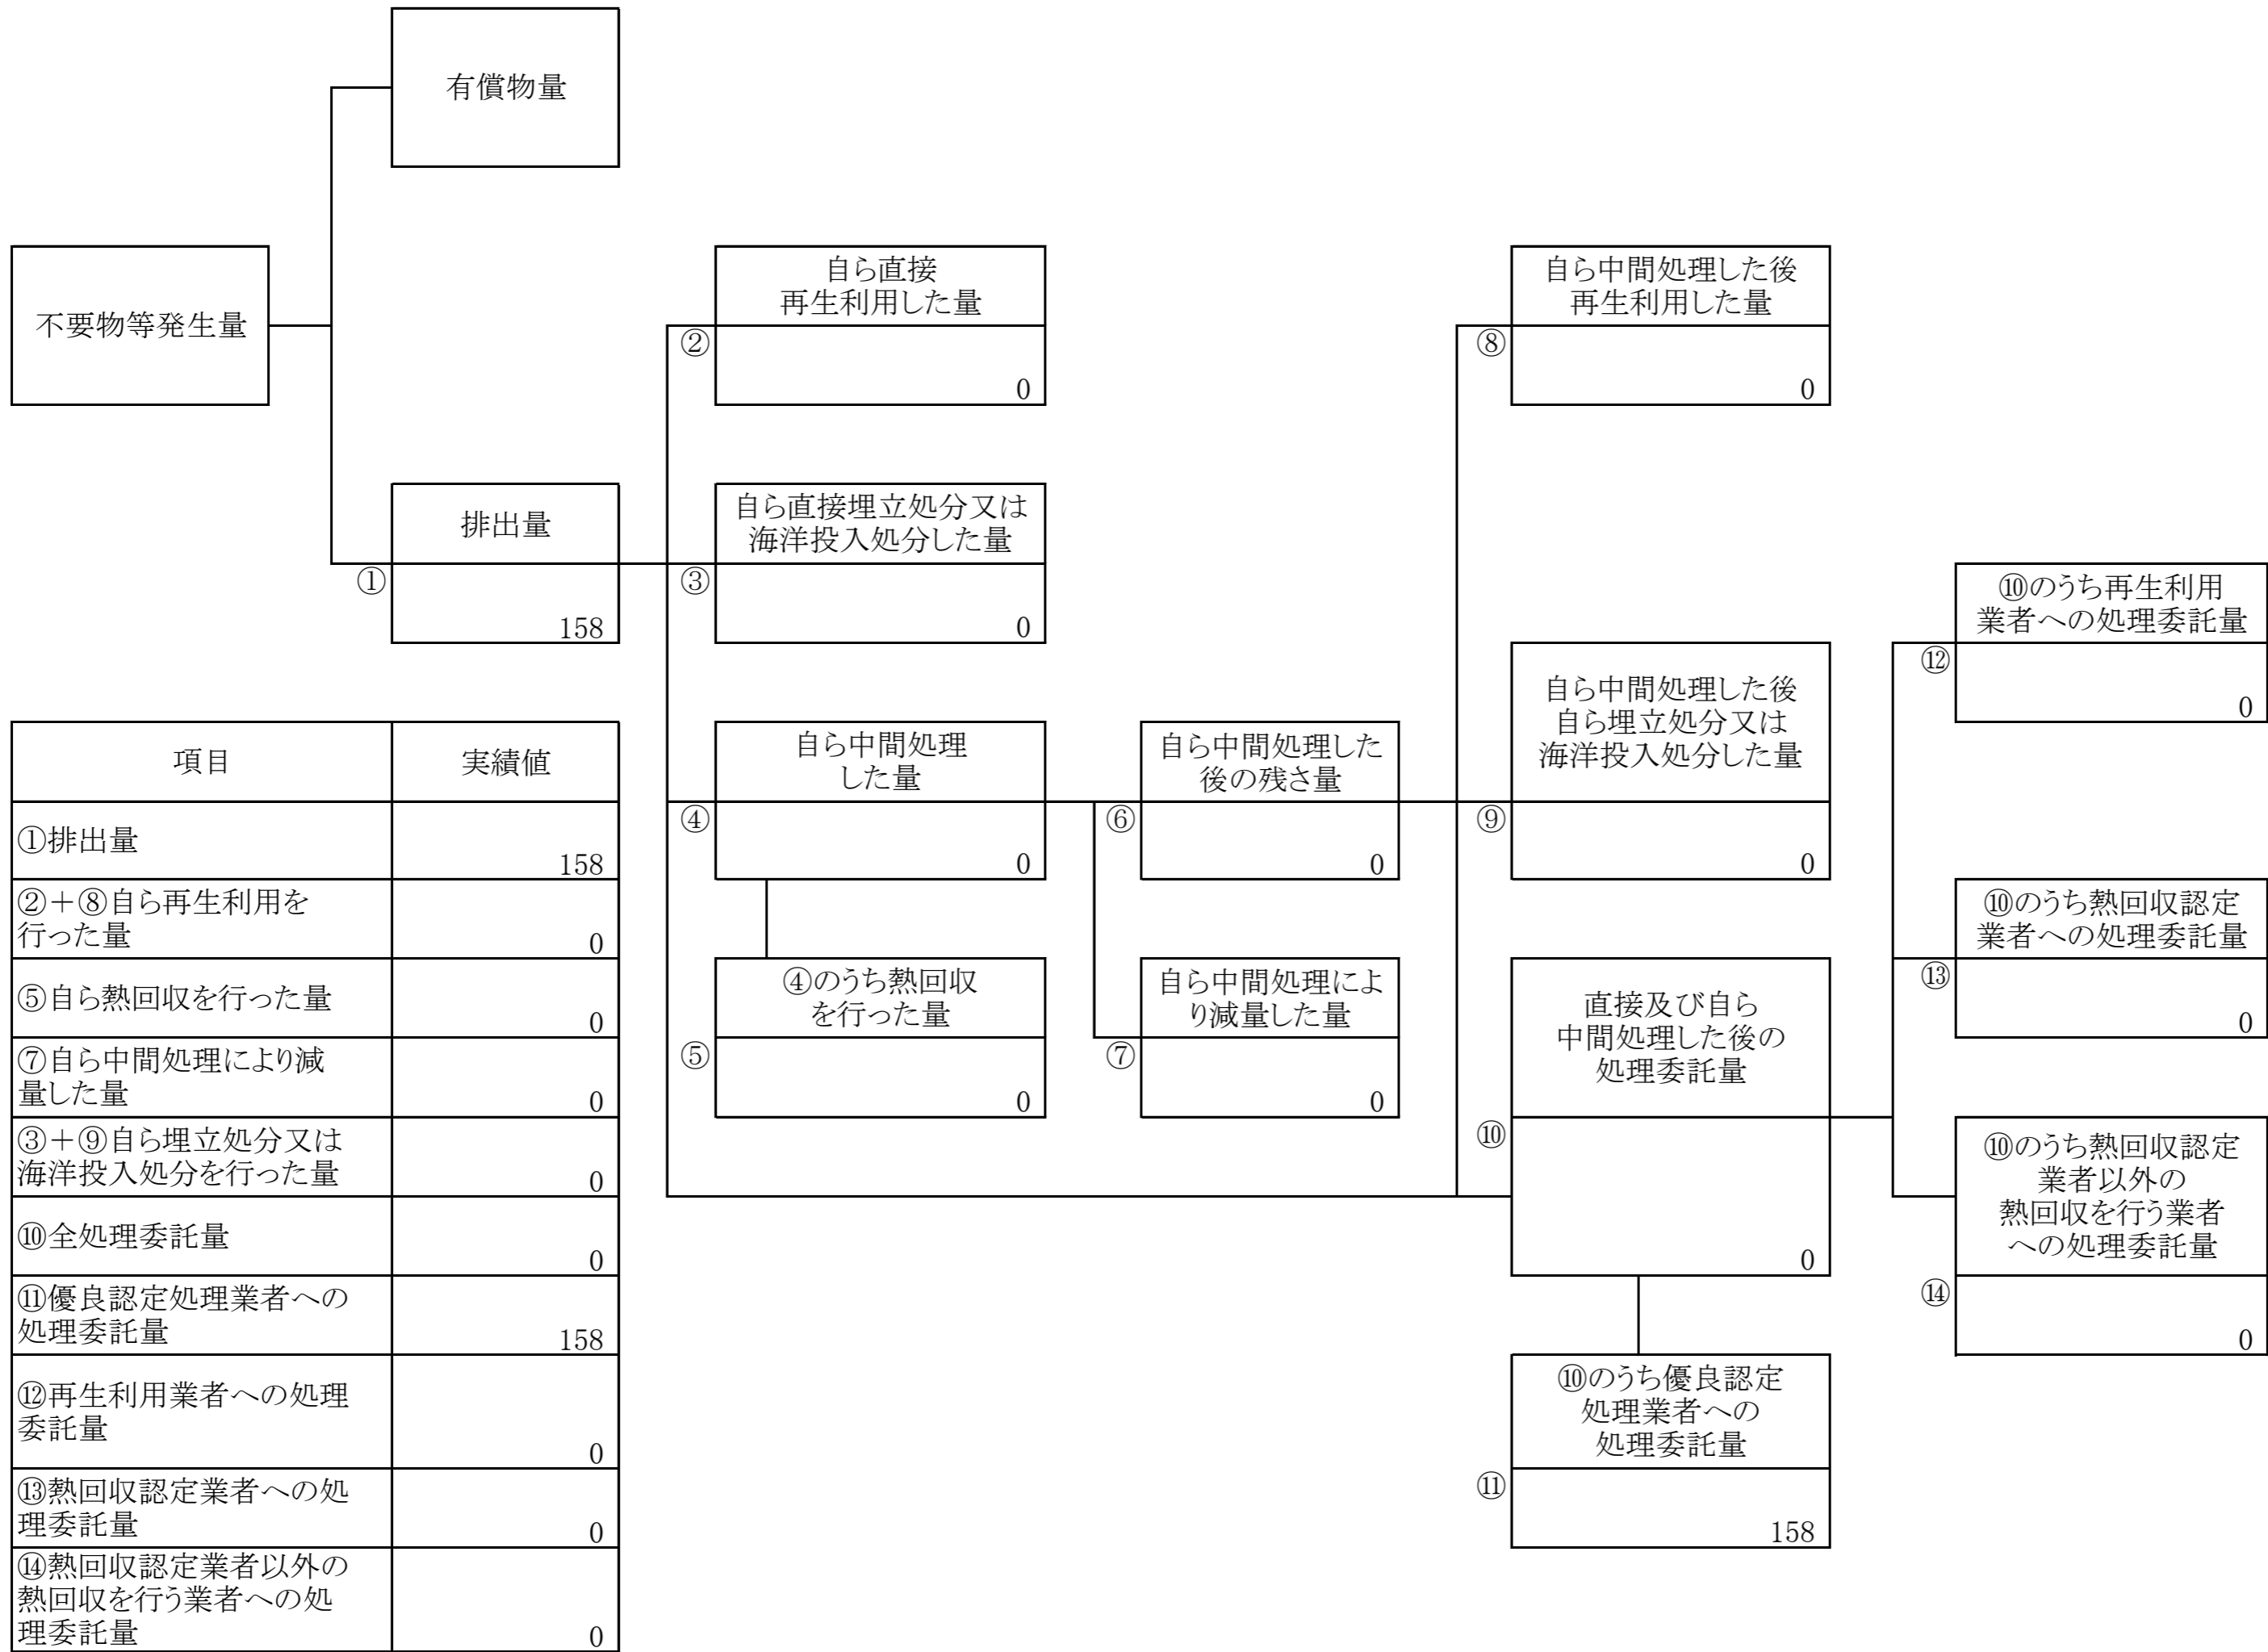 有償物量
不要物等発生量
自ら直接
再生利用した量
②
0
自ら中間処理した後
再生利用した量
⑧
0
排出量
①
158
自ら直接埋立処分又は
海洋投入処分した量
③
0
⑩のうち再生利用
業者への処理委託量
⑫
0
自ら中間処理
した量
④
0
自ら中間処理した
後の残さ量
⑥
0
自ら中間処理した後
自ら埋立処分又は
海洋投入処分した量
⑨
0
⑩のうち熱回収認定
業者への処理委託量
⑬
0
④のうち熱回収
を行った量
⑤
0
自ら中間処理によ
り減量した量
⑦
0
直接及び自ら
中間処理した後の
処理委託量
⑩
0
⑩のうち熱回収認定
業者以外の
熱回収を行う業者
への処理委託量
⑭
0
⑩のうち優良認定
処理業者への
処理委託量
⑪
158
項目 実績値
①排出量
158
②+⑧自ら再生利用を
行った量 0
⑤自ら熱回収を行った量
0
⑦自ら中間処理により減
量した量 0
③+⑨自ら埋立処分又は
海洋投入処分を行った量 0
⑩全処理委託量
0
⑪優良認定処理業者への
処理委託量 158
⑫再生利用業者への処理
委託量
0
⑬熱回収認定業者への処
理委託量 0
⑭熱回収認定業者以外の
熱回収を行う業者への処
理委託量 0